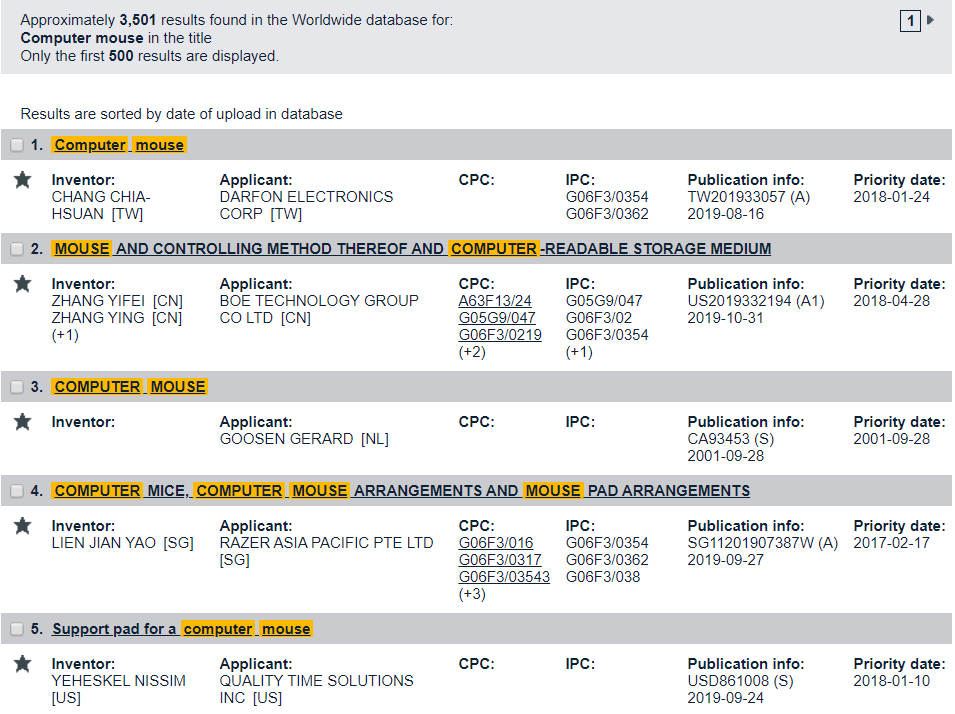 Approximately 3,501 results found in the Worldwide database for:
Computer mouse in the title
Only the first 500 results are displayed.
1
Results are sorted by date of upload in database
1. Computer mouse
Inventor: Applicant: CPC: IPC: Publication info: Priority date:
CHANG CHIA- DARFON ELECTRONICS G06F3/0354 TW201933057 (A) 2018-01-24
HSUAN [TW] CORP [TW] G06F3/0362 2019-08-16
2. MOUSE AND CONTROLLING METHOD THEREOF AND COMPUTER-READABLE STORAGE MEDIUM
Inventor: Applicant: CPC: IPC: Publication info: Priority date:
ZHANG YIFEI [CN] BOE TECHNOLOGY GROUP A63F13/24 G05G9/047 US2019332194 (A1) 2018-04-28
ZHANG YING [CN] CO LTD [CN] G05G9/047 G06F3/02 2019-10-31
(+1) G06F3/0219 G06F3/0354
(+2) (+1)
3. COMPUTER MOUSE
Inventor: Applicant: CPC: IPC: Publication info: Priority date:
GOOSEN GERARD [NL] CA93453 (S) 2001-09-28
2001-09-28
4. COMPUTER MICE, COMPUTER MOUSE ARRANGEMENTS AND MOUSE PAD ARRANGEMENTS
Inventor: Applicant: CPC: IPC: Publication info: Priority date:
LIEN JIAN YAO [SG] RAZER ASIA PACIFIC PTE LTD G06F3/016 G06F3/0354 SG11201907387W (A) 2017-02-17
[SG] G06F3/0317 G06F3/0362 2019-09-27
G06F3/03543 G06F3/038
(+3)
5. Support pad for a computer mouse
Inventor: Applicant: CPC: IPC: Publication info: Priority date:
YEHESKEL NISSIM QUALITY TIME SOLUTIONS USD861008 (S) 2018-01-10
[US] INC [US] 2019-09-24